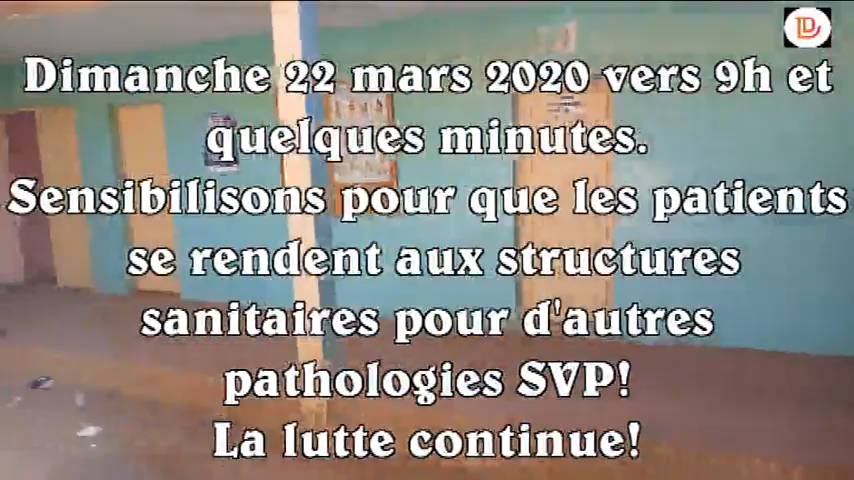 Dimanche 22 mars 2020 vers 9h et
quelques minutes.
Sensibilisons pour que les patients
se rendent aux structures
sanitaires pour d'autres
pathologies SVP!
La lutte continue!